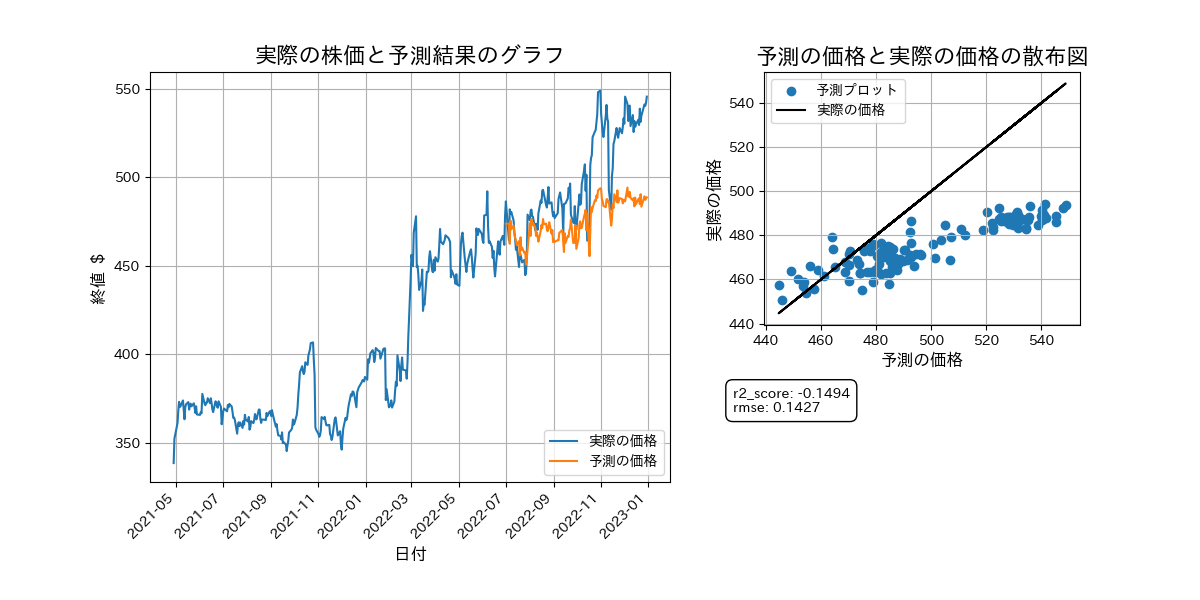 実際の株価と予測結果のグラフ
550
500
450
400
350
終値 $
2021-05
2021-07
2021-09
2021-11
2022-01
2022-03
2022-05
2022-07
2022-09
2022-11
2023-01
日付
実際の価格
予測の価格
予測の価格と実際の価格の散布図
予測プロット
実際の価格
540
520
500
480
460
440
実際の価格
440
460
480
500
520
540
予測の価格
r2_score: -0.1494
rmse: 0.1427